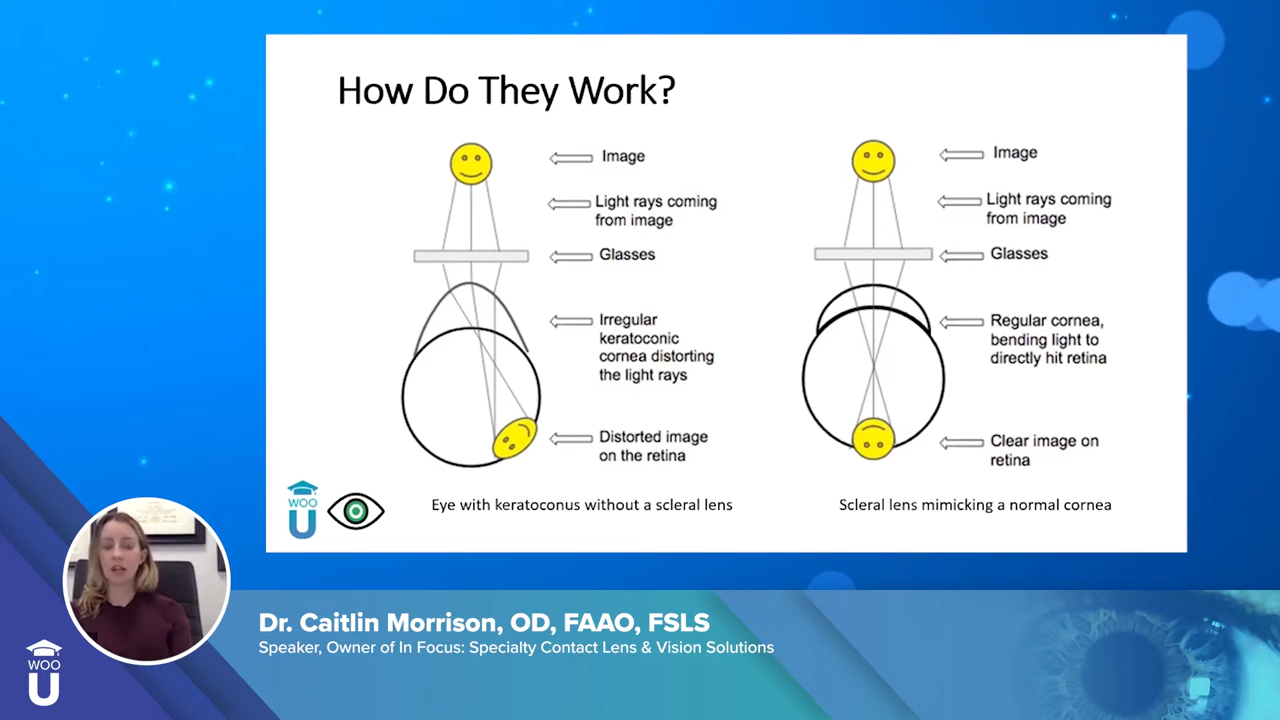 How Do They Work?
Image
Light rays coming
from image
Glasses
Irregular
keratoconic
cornea distorting
the light rays
Distorted image
on the retina
Eye with keratoconus without a scleral lens
Image
Light rays coming
from image
Glasses
Regular cornea,
bending light to
directly hit retina
Clear image on
retina
Scleral lens mimicking a normal cornea
WOO
U
Dr. Caitlin Morrison, OD, FAAO, FSLS
Speaker, Owner of In Focus: Specialty Contact Lens & Vision Solutions
WOO
U